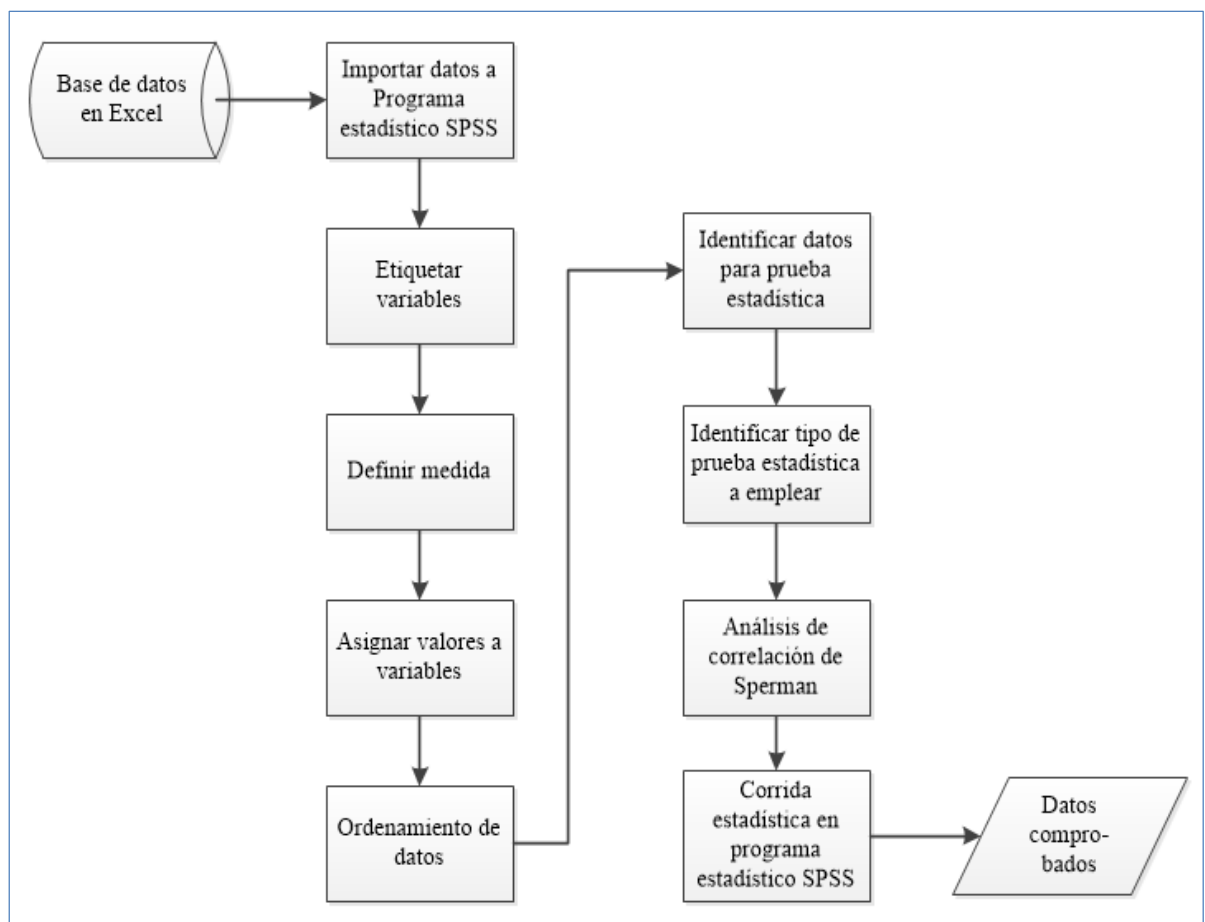 Base de datos
en Excel
Importar datos a
Programa
estadístico SPSS
Etiquetar
variables
Definir medida
Asignar valores a
variables
Ordenamiento de
datos
Identificar datos
para prueba
estadística
Identificar tipo de
prueba estadística
a emplear
Análisis de
correlación de
Sperman
Corrida
estadística en
programa
estadístico SPSS
Datos
compro-
bados